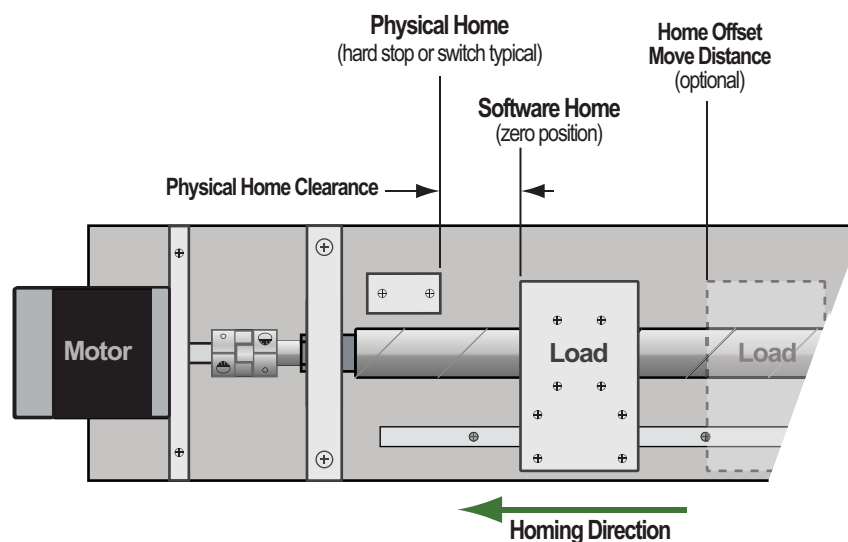 Physical Home
(hard stop or switch typical)
Home Offset
Move Distance
(optional)
Software Home
(zero position)
Physical Home Clearance
Motor
Load
Load
Homing Direction